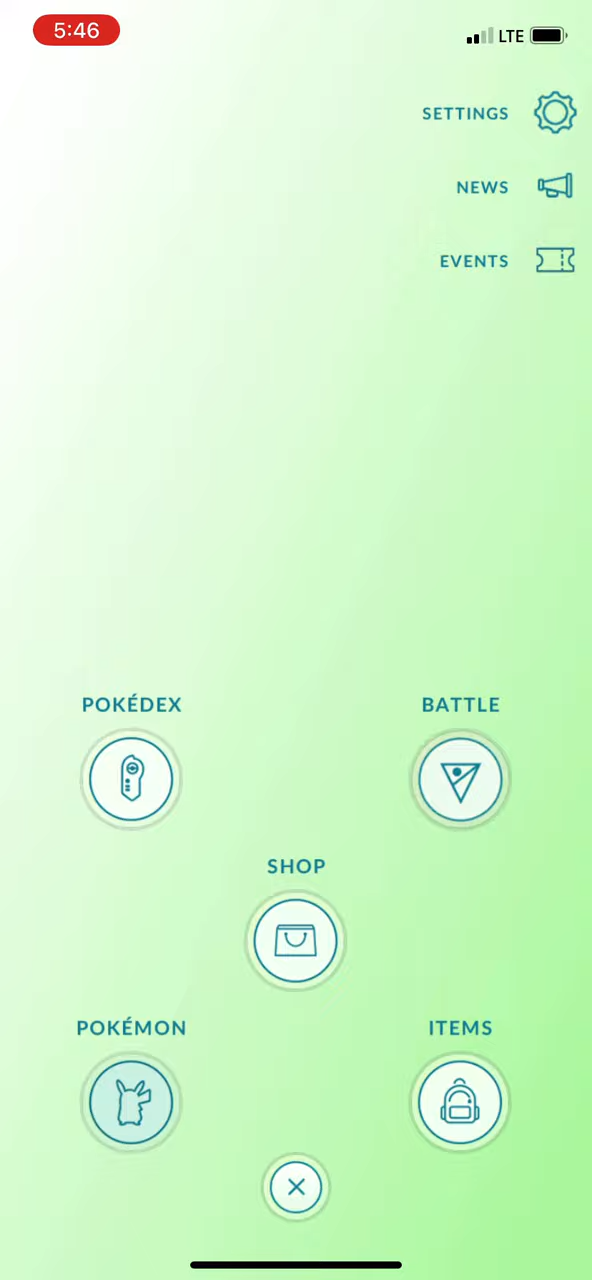 5:46
LTE
SETTINGS
NEWS
EVENTS
POKÉDEX
BATTLE
SHOP
POKÉMON
ITEMS